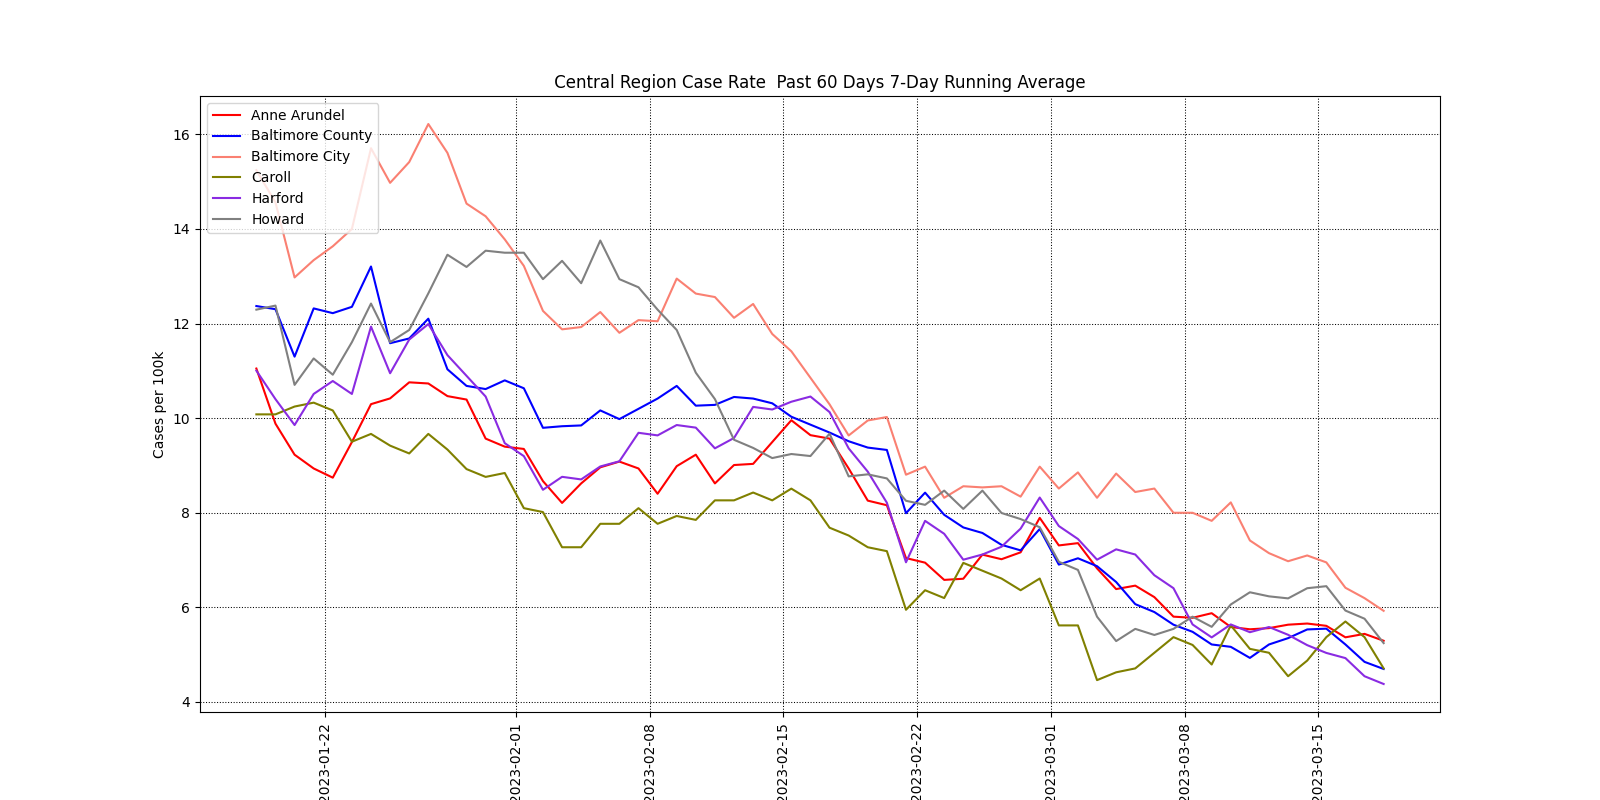 Central Region Case Rate  Past 60 Days 7-Day Running Average
Anne Arundel
Baltimore County
Baltimore City
Caroll
Harford
Howard
16
14
12
10
8
6
4
Cases per 100k
2023-01-22
2023-02-01
2023-02-08
2023-02-15
2023-02-22
2023-03-01
2023-03-08
2023-03-15